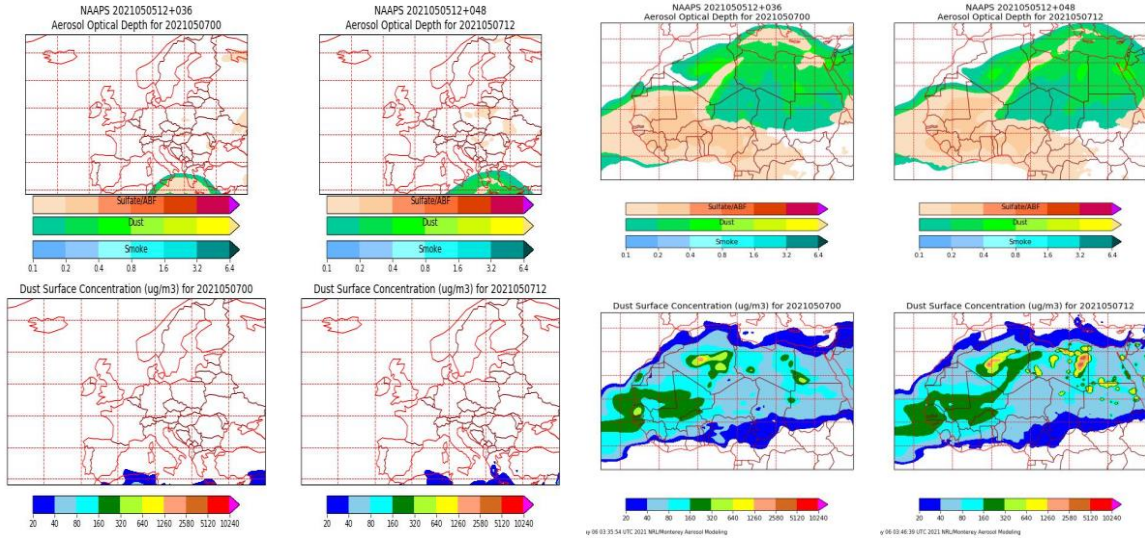 NAAPS 2021050512+036
Aerosol Optical Depth for 2021050700
NAAPS 2021050512+048
Aerosol Optical Depth for 2021050712
NAAPS 2021050512+036
Aerosol Optical Depth for 2021050700
NAAPS 2021050512+048
Aerosol Optical Depth for 2021050712
Sulfate/ABF
Dust
Smoke
0.1 0.2 0.4 0.8 1.6 3.2 6.4
Sulfate/ABF
Dust
Smoke
0.1 0.2 0.4 0.8 1.6 3.2 6.4
Sulfate/ABF
Dust
Smoke
0.1 0.2 0.4 0.8 1.6 3.2 6.4
Sulfate/ABF
Dust
Smoke
0.1 0.2 0.4 0.8 1.6 3.2 6.4
Dust Surface Concentration (ug/m3) for 2021050700
Dust Surface Concentration (ug/m3) for 2021050712
Dust Surface Concentration (ug/m3) for 2021050700
Dust Surface Concentration (ug/m3) for 2021050712
20 40 80 160 320 640 1280 2580 5120 10240
20 40 80 160 320 640 1280 2580 5120 10240
20 40 80 160 320 640 1280 2580 5120 10240
20 40 80 160 320 640 1280 2580 5120 10240
ay 06 03:35:54 UTC 2021 NRL/Monterey Aerosol Modeling
ay 06 03:46:39 UTC 2021 NRL/Monterey Aerosol Modeling